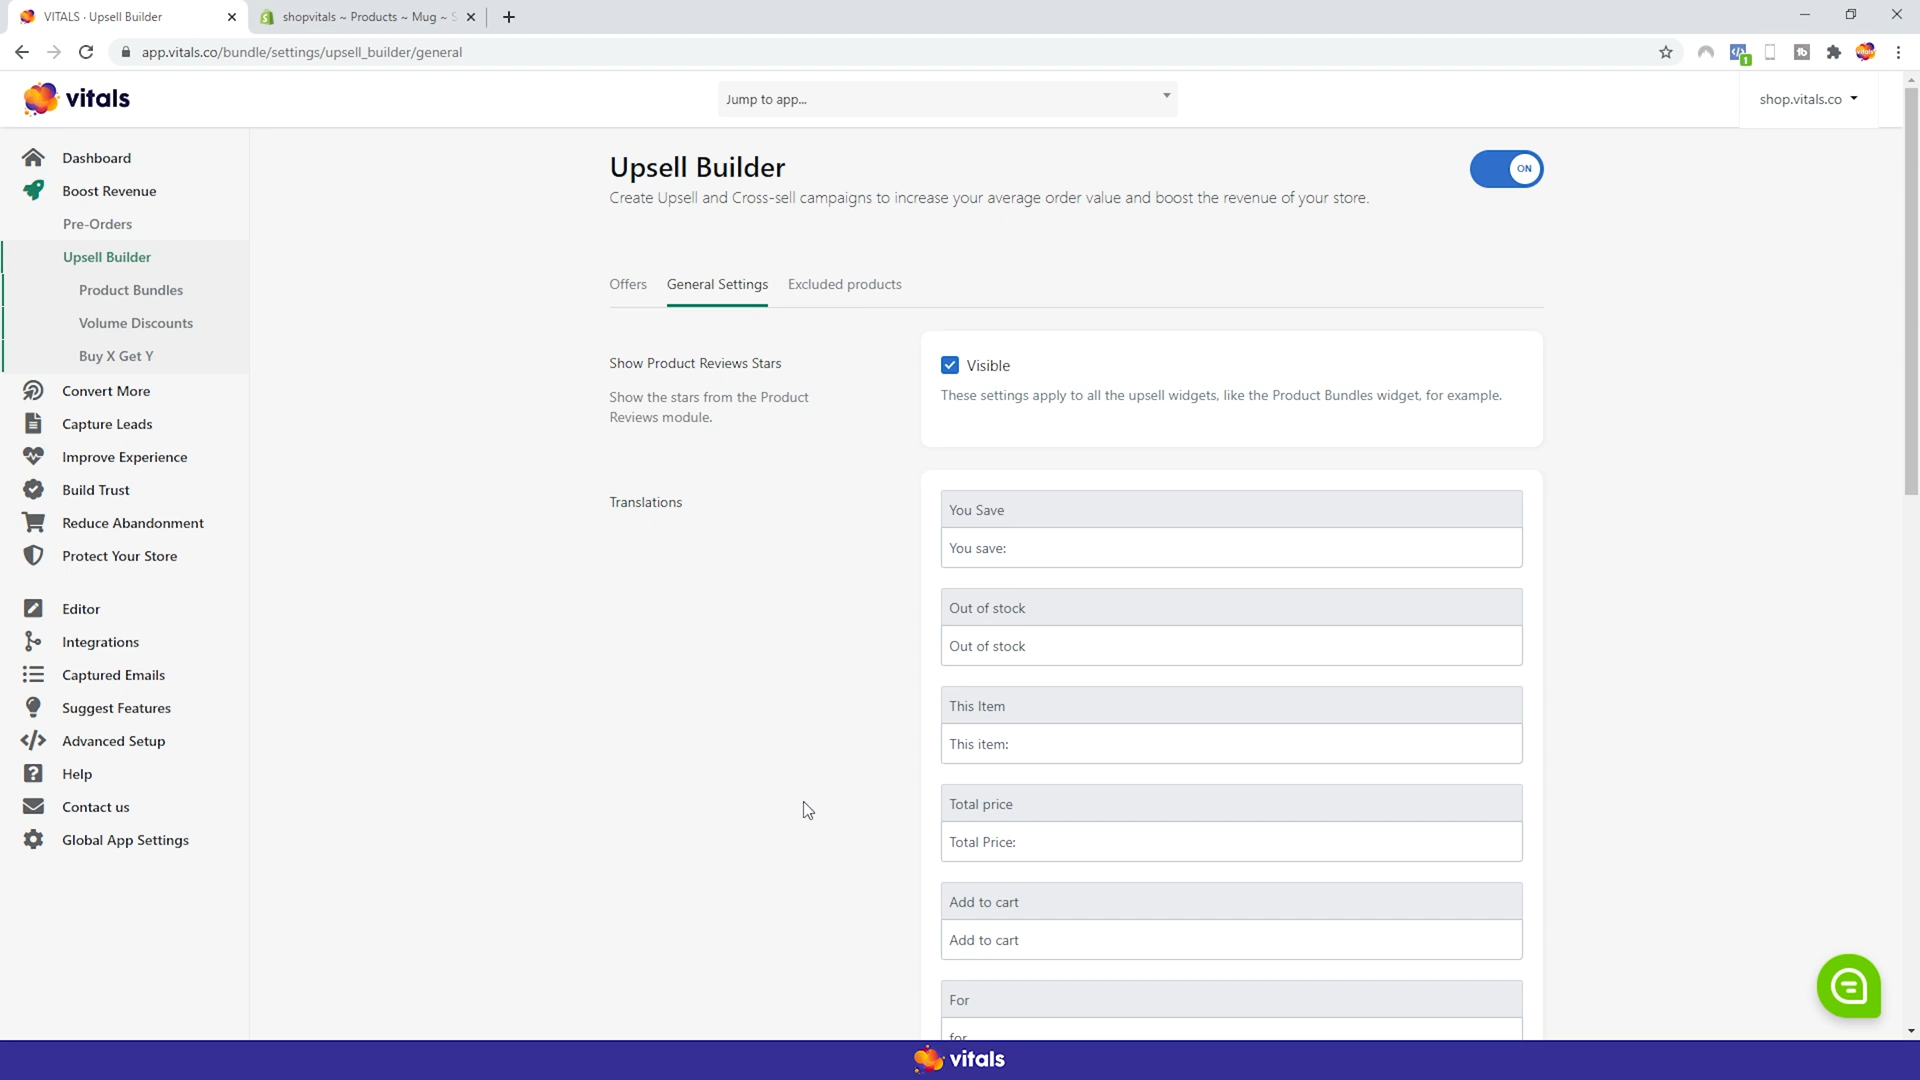 VITALS · Upsell Builder
shopvitals ~ Products ~ Mug ~ S
app.vitals.co/bundle/settings/upsell_builder/general
1
vitals
Jump to app...
shop.vitals.co
Dashboard
Boost Revenue
Pre-Orders
Upsell Builder
Product Bundles
Volume Discounts
Buy X Get Y
Convert More
Capture Leads
Improve Experience
Build Trust
Reduce Abandonment
Protect Your Store
Editor
Integrations
Captured Emails
Suggest Features
Advanced Setup
Help
Contact us
Global App Settings
Upsell Builder
ON
Create Upsell and Cross-sell campaigns to increase your average order value and boost the revenue of your store.
Offers
General Settings
Excluded products
Show Product Reviews Stars
Show the stars from the Product
Reviews module.
Visible
These settings apply to all the upsell widgets, like the Product Bundles widget, for example.
Translations
You Save
You save:
Out of stock
Out of stock
This Item
This item:
Total price
Total Price:
Add to cart
Add to cart
For
for
vitals